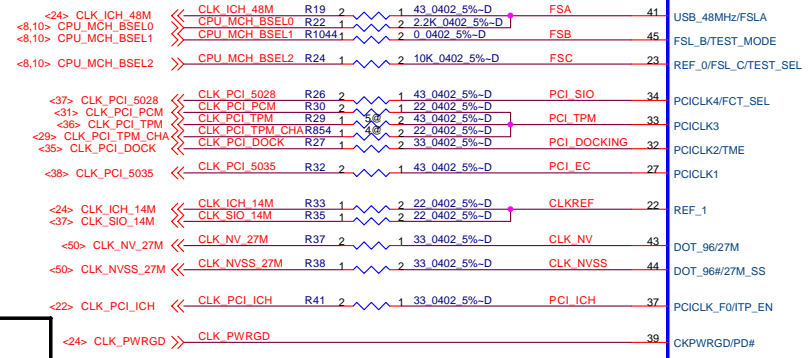 <24> CLK_ICH_48M CLK_ICH_48M R19 2 1 43_0402_5%~D FSA 41 USB_48MHz/FSLA
<8,10> CPU_MCH_BSEL0 CPU_MCH_BSEL0 R22 1 2 2.2K_0402_5%~D
<8,10> CPU_MCH_BSEL1 CPU_MCH_BSEL1 R1044 1 2 0_0402_5%~D FSB 45 FSL_B/TEST_MODE
<8,10> CPU_MCH_BSEL2 CPU_MCH_BSEL2 R24 1 2 10K_0402_5%~D FSC 23 REF_0/FSL_C/TEST_SEL
<37> CLK_PCI_5028 CLK_PCI_5028 R26 2 1 43_0402_5%~D PCI_SIO 34 PCICLK4/FCT_SEL
<31> CLK_PCI_PCM CLK_PCI_PCM R30 2 1 22_0402_5%~D
<36> CLK_PCI_TPM CLK_PCI_TPM R29 1 5@ 2 43_0402_5%~D PCI_TPM 33 PCICLK3
<29> CLK_PCI_TPM_CHA CLK_PCI_TPM_CHA R854 1 4@ 2 22_0402_5%~D
<35> CLK_PCI_DOCK CLK_PCI_DOCK R27 2 1 33_0402_5%~D PCI_DOCKING 32 PCICLK2/TME
<38> CLK_PCI_5035 CLK_PCI_5035 R32 2 1 43_0402_5%~D PCI_EC 27 PCICLK1
<24> CLK_ICH_14M CLK_ICH_14M R33 1 2 22_0402_5%~D CLKREF 22 REF_1
<37> CLK_SIO_14M CLK_SIO_14M R35 1 2 22_0402_5%~D
<50> CLK_NV_27M CLK_NV_27M R37 2 1 33_0402_5%~D CLK_NV 43 DOT_96/27M
<50> CLK_NVSS_27M CLK_NVSS_27M R38 1 2 33_0402_5%~D CLK_NVSS 44 DOT_96#/27M_SS
<22> CLK_PCI_ICH CLK_PCI_ICH R41 2 1 33_0402_5%~D PCI_ICH 37 PCICLK_F0/ITP_EN
<24> CLK_PWRGD CLK_PWRGD 39 CKPWRGD/PD#